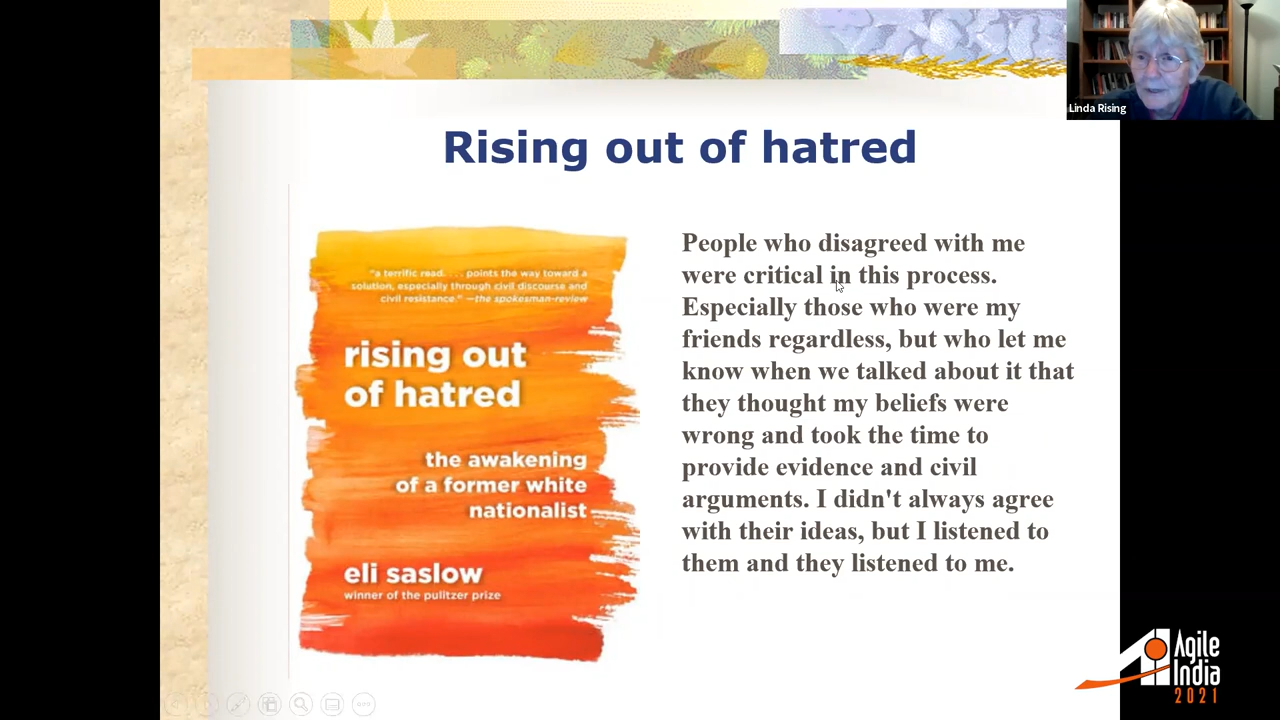 Linda Rising
Rising out of hatred
"a terrific read. . . . points the way toward a
solution, especially through civil discourse and
civil resistance." —the spokesman-review
rising out
of hatred
the awakening
of a former white
nationalist
eli saslow
winner of the pulitzer prize
People who disagreed with me
were critical in this process.
Especially those who were my
friends regardless, but who let me
know when we talked about it that
they thought my beliefs were
wrong and took the time to
provide evidence and civil
arguments. I didn't always agree
with their ideas, but I listened to
them and they listened to me.
Agile
India
2021